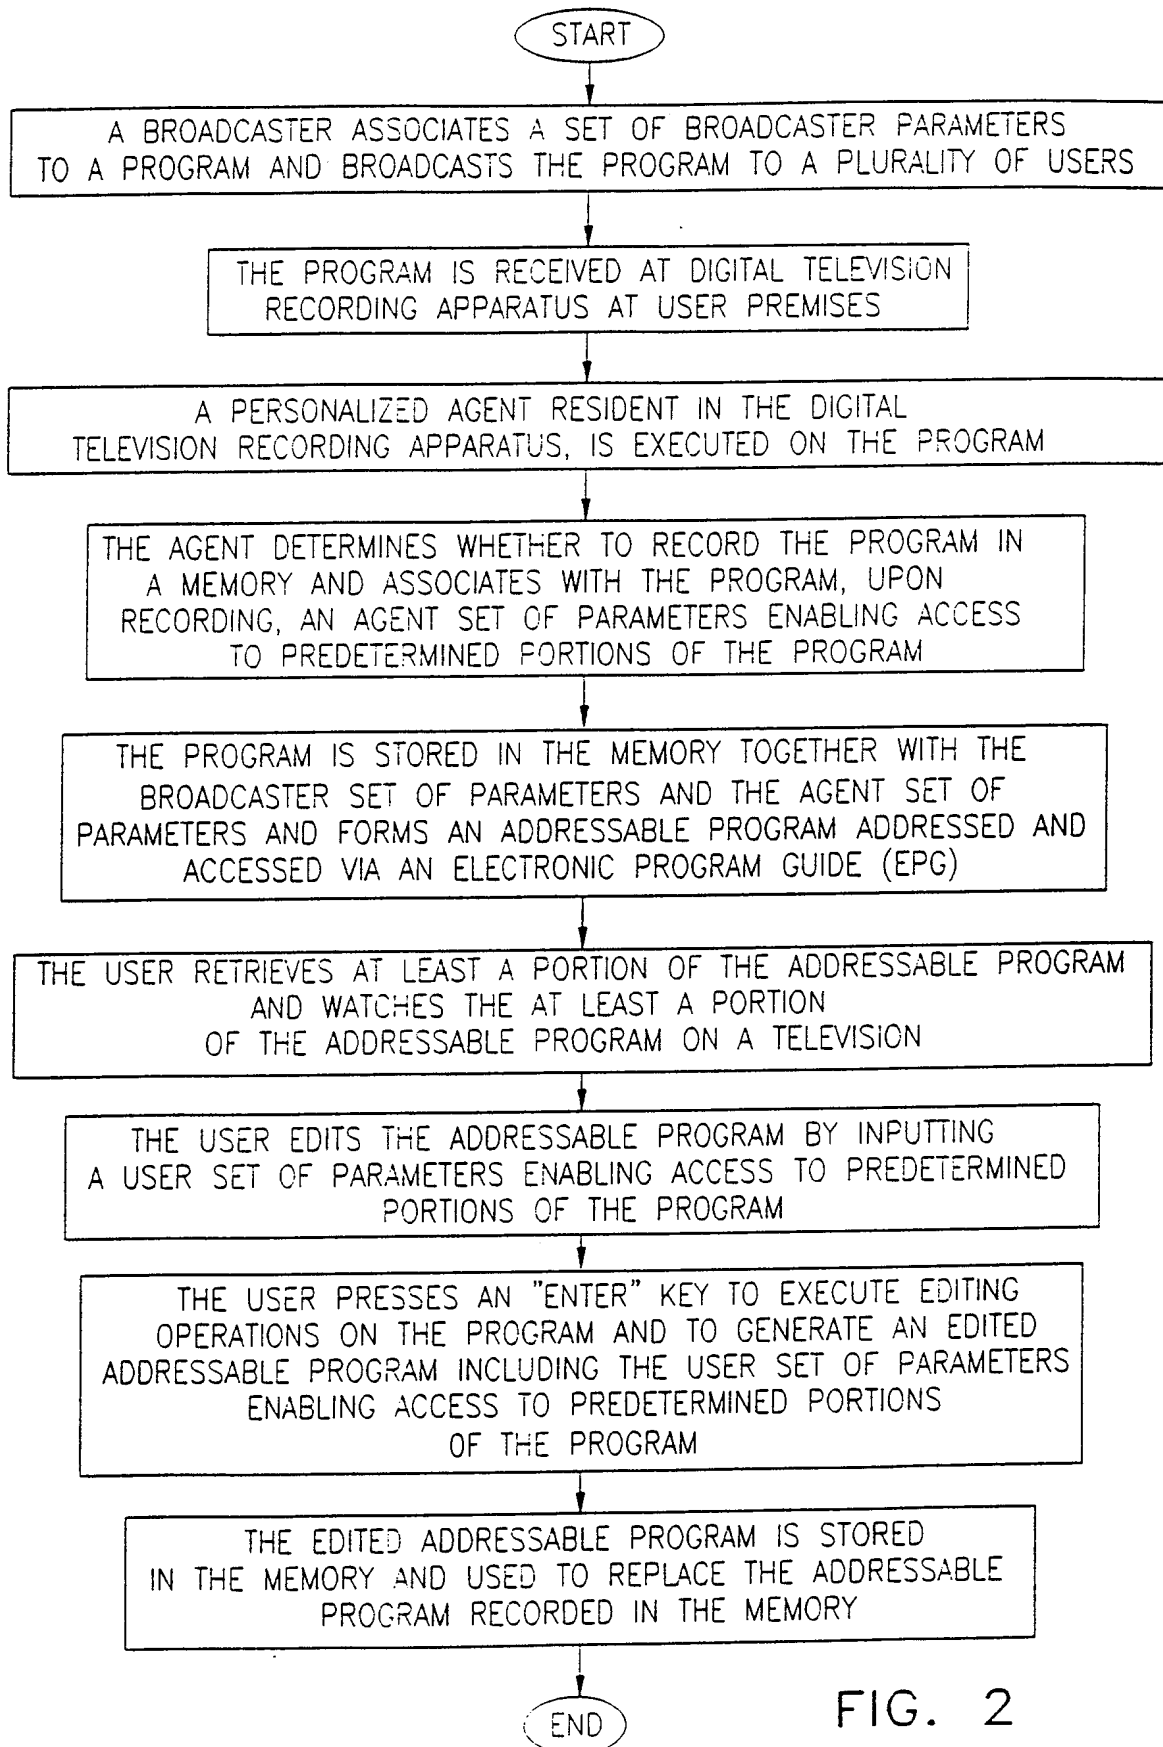 START
A BROADCASTER ASSOCIATES A SET OF BROADCASTER PARAMETERS
TO A PROGRAM AND BROADCASTS THE PROGRAM TO A PLURALITY OF USERS
THE PROGRAM IS RECEIVED AT DIGITAL TELEVISION
RECORDING APPARATUS AT USER PREMISES
A PERSONALIZED AGENT RESIDENT IN THE DIGITAL
TELEVISION RECORDING APPARATUS, IS EXECUTED ON THE PROGRAM
THE AGENT DETERMINES WHETHER TO RECORD THE PROGRAM IN
A MEMORY AND ASSOCIATES WITH THE PROGRAM, UPON
RECORDING, AN AGENT SET OF PARAMETERS ENABLING ACCESS
TO PREDETERMINED PORTIONS OF THE PROGRAM
THE PROGRAM IS STORED IN THE MEMORY TOGETHER WITH THE
BROADCASTER SET OF PARAMETERS AND THE AGENT SET OF
PARAMETERS AND FORMS AN ADDRESSABLE PROGRAM ADDRESSED AND
ACCESSED VIA AN ELECTRONIC PROGRAM GUIDE (EPG)
THE USER RETRIEVES AT LEAST A PORTION OF THE ADDRESSABLE PROGRAM
AND WATCHES THE AT LEAST A PORTION
OF THE ADDRESSABLE PROGRAM ON A TELEVISION
THE USER EDITS THE ADDRESSABLE PROGRAM BY INPUTTING
A USER SET OF PARAMETERS ENABLING ACCESS TO PREDETERMINED
PORTIONS OF THE PROGRAM
THE USER PRESSES AN "ENTER" KEY TO EXECUTE EDITING
OPERATIONS ON THE PROGRAM AND TO GENERATE AN EDITED
ADDRESSABLE PROGRAM INCLUDING THE USER SET OF PARAMETERS
ENABLING ACCESS TO PREDETERMINED PORTIONS
OF THE PROGRAM
THE EDITED ADDRESSABLE PROGRAM IS STORED
IN THE MEMORY AND USED TO REPLACE THE ADDRESSABLE
PROGRAM RECORDED IN THE MEMORY
END
FIG. 2